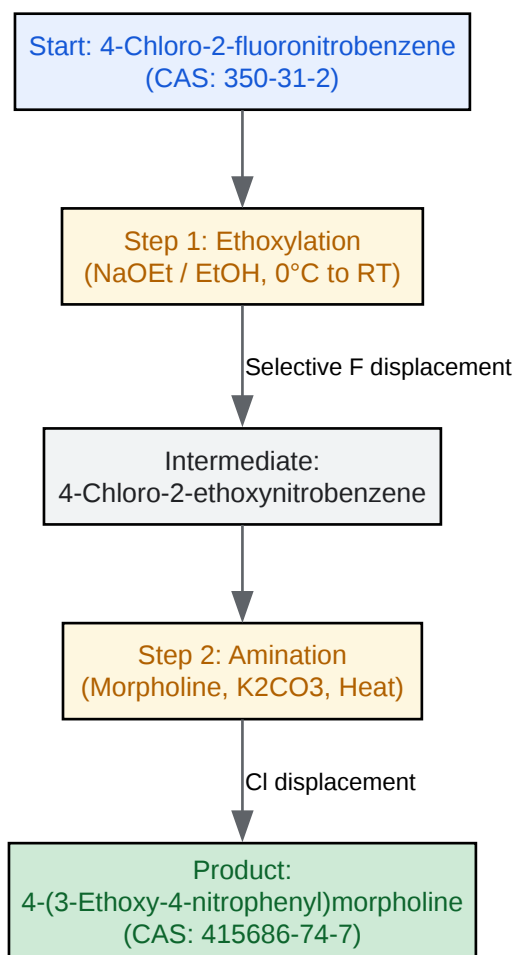 Start: 4-Chloro-2-fluoronitrobenzene
(CAS: 350-31-2)
Step 1: Ethoxylation
(NaOEt / EtOH, 0°C to RT)
Selective F displacement
Intermediate:
4-Chloro-2-ethoxynitrobenzene
Step 2: Amination
(Morpholine, K2CO3, Heat)
Cl displacement
Product:
4-(3-Ethoxy-4-nitrophenyl)morpholine
(CAS: 415686-74-7)